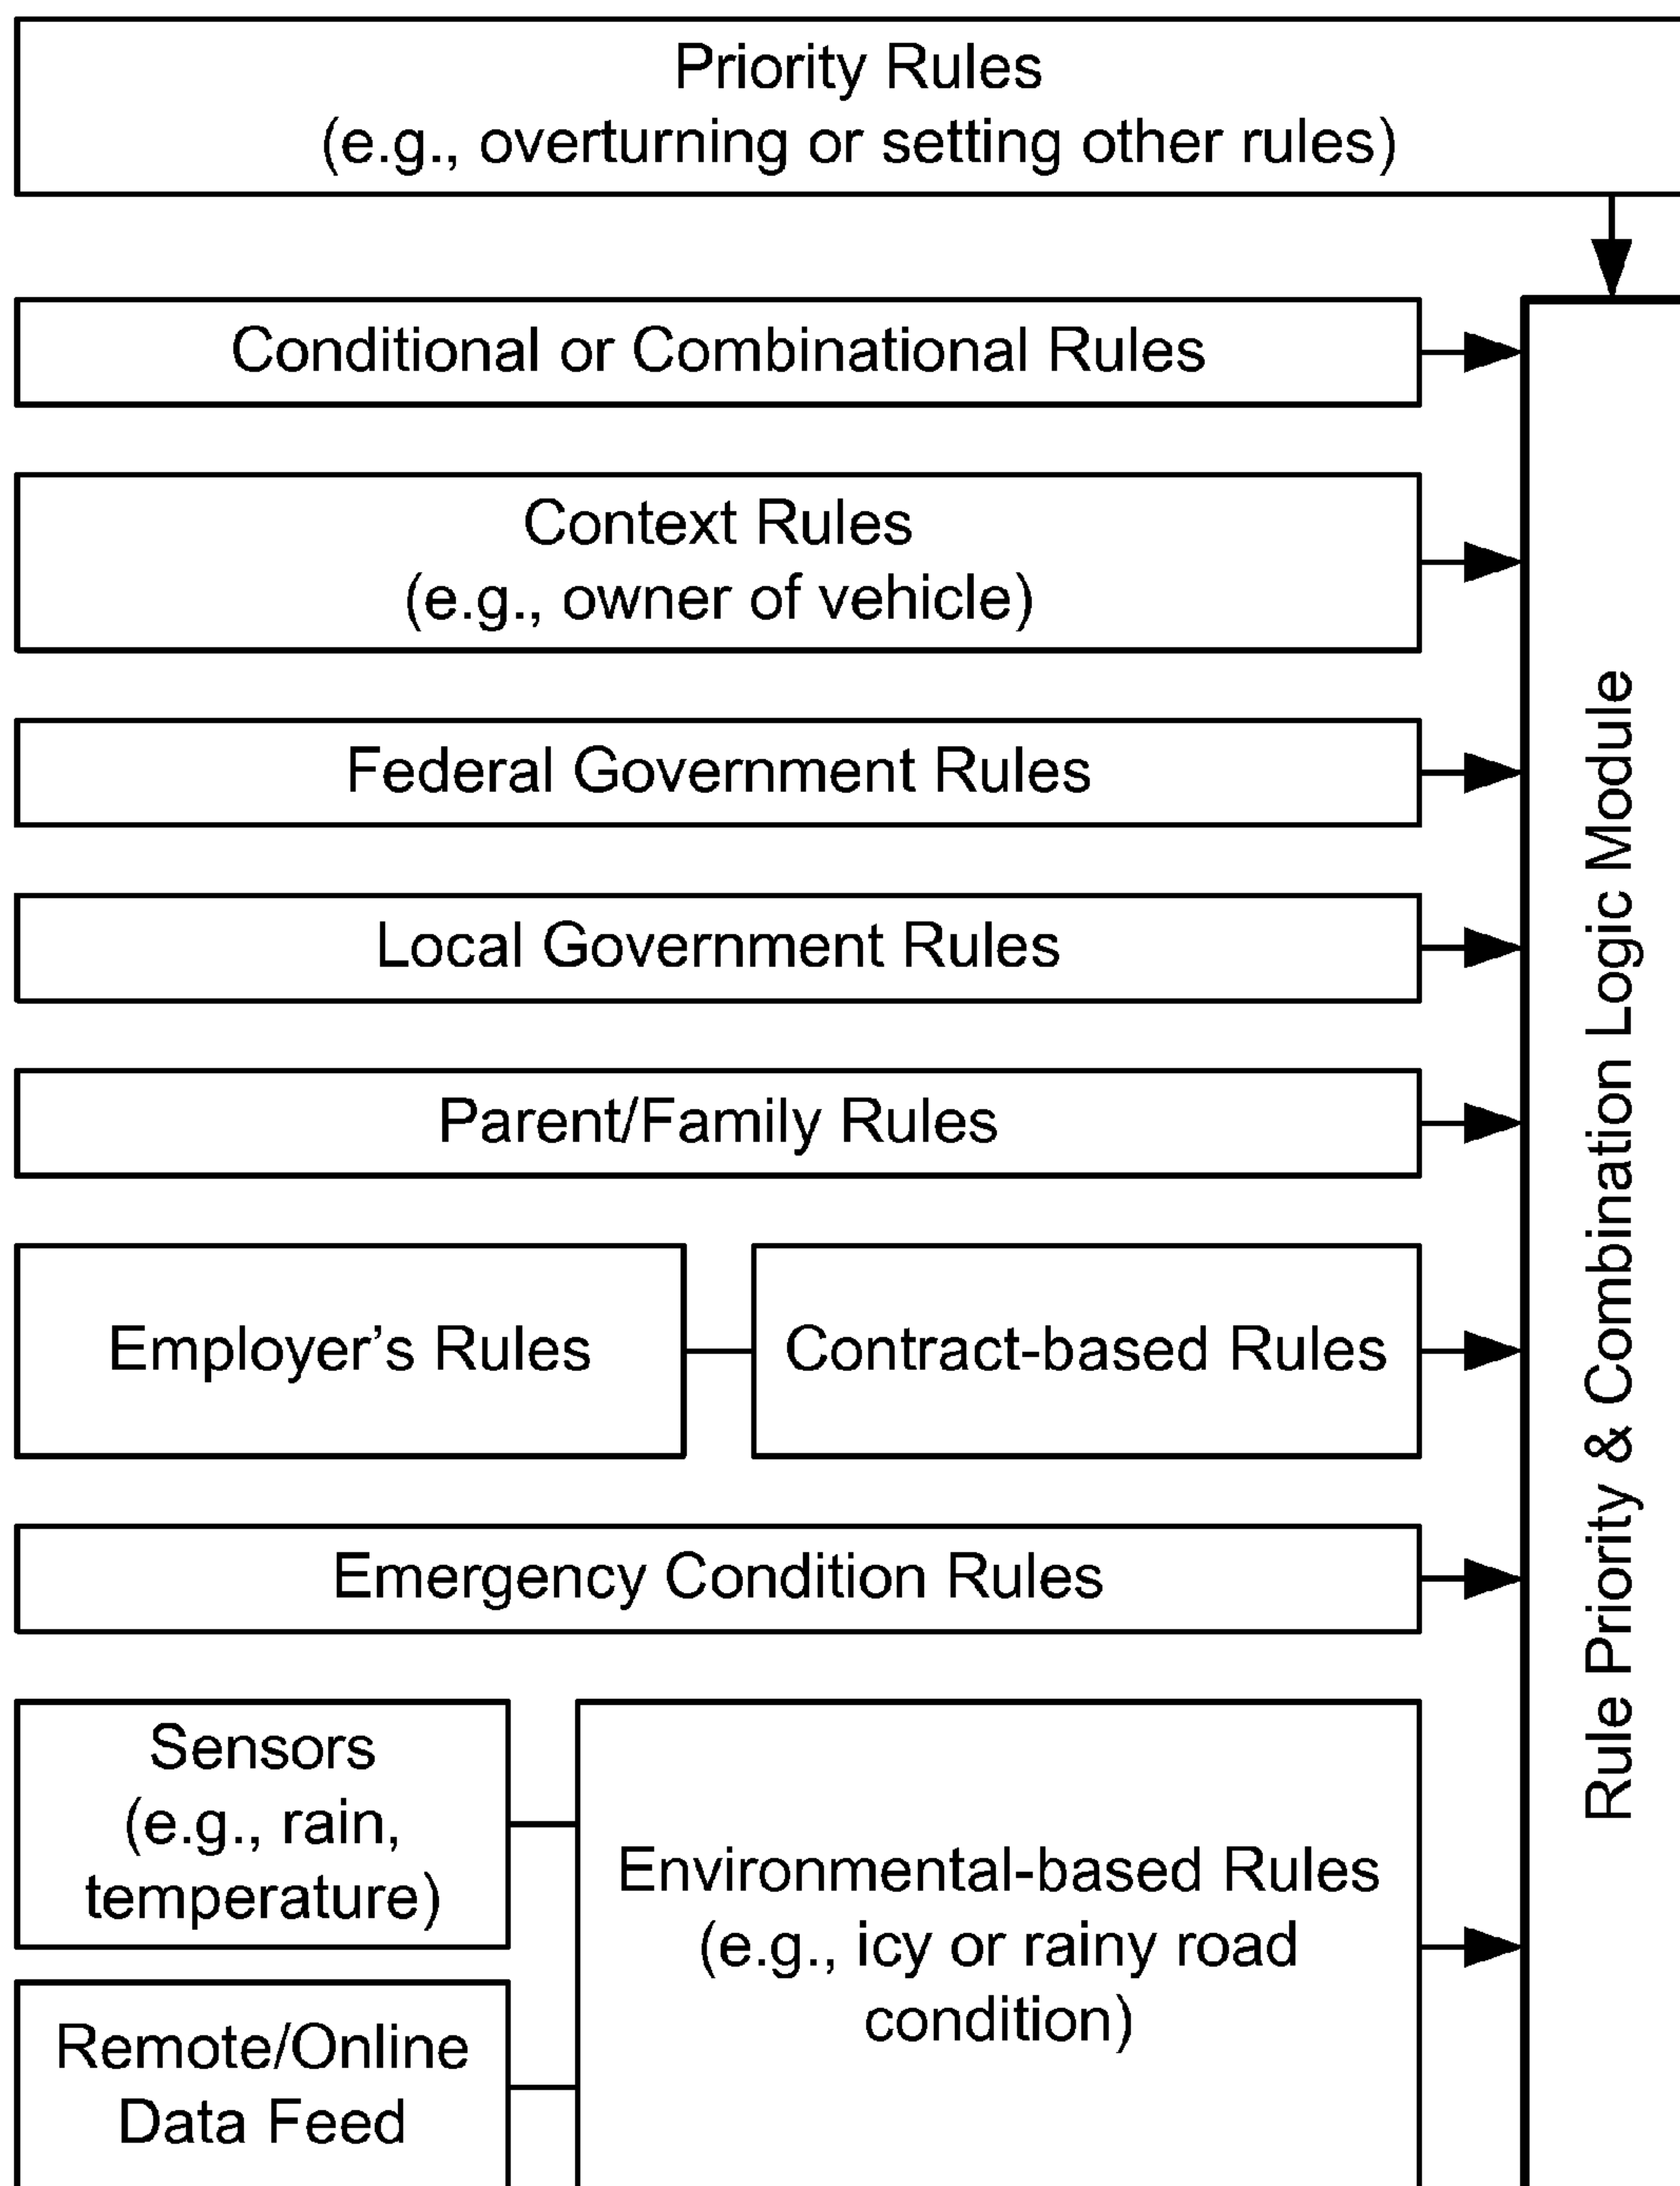 Priority Rules
(e.g., overturning or setting other rules)
Conditional or Combinational Rules
Context Rules
(e.g., owner of vehicle)
Federal Government Rules
Local Government Rules
Parent/Family Rules
Employer’s Rules
Contract-based Rules
Emergency Condition Rules
Sensors
(e.g., rain,
temperature)
Remote/Online
Data Feed
Environmental-based Rules
(e.g., icy or rainy road
condition)
Rule Priority & Combination Logic Module